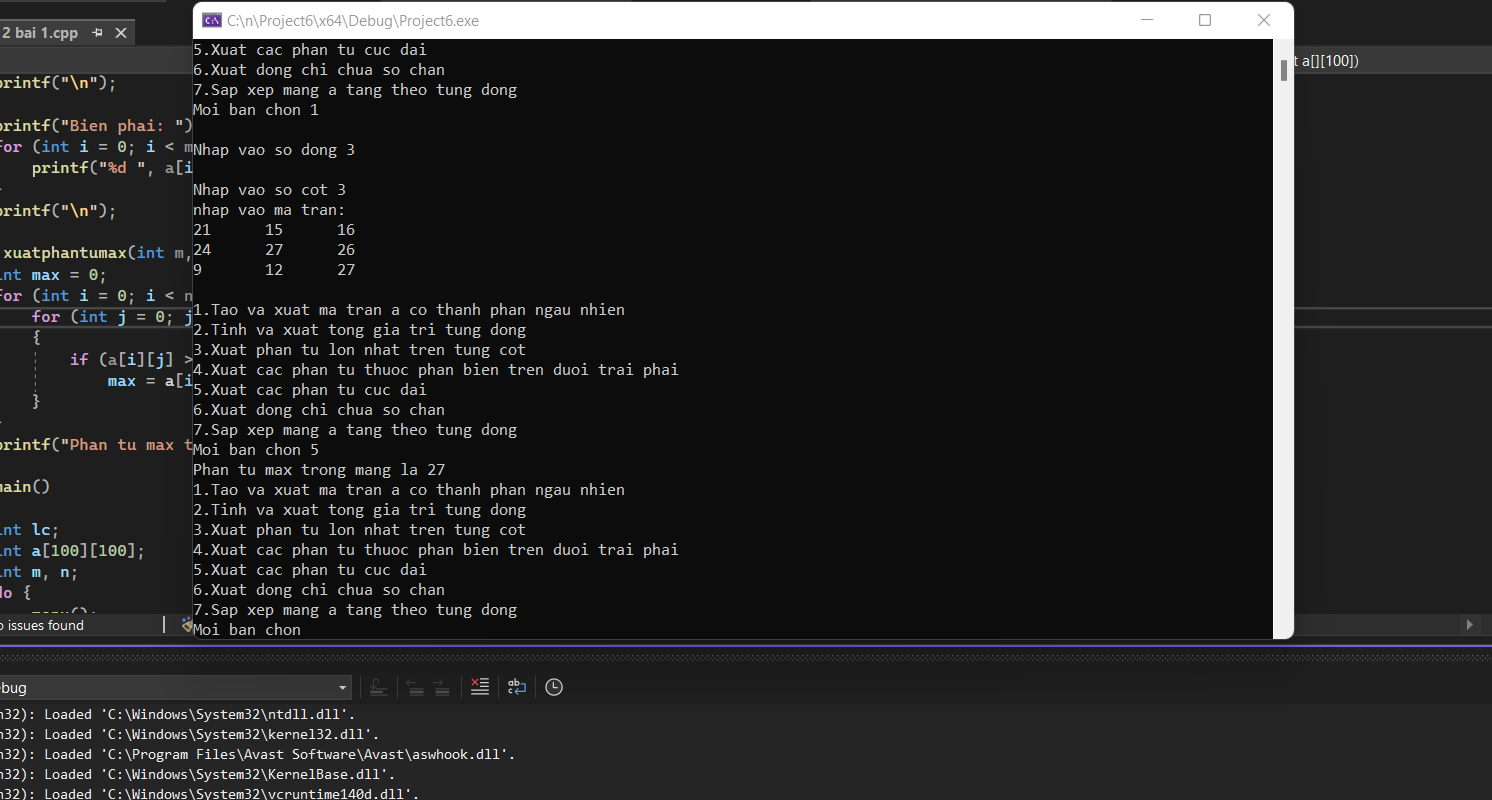 C:\n\Project6\x64\Debug\Project6.exe
2 bai 1.cpp
t a[][100])
5.Xuat cac phan tu cuc dai
6.Xuat dong chi chua so chan
7.Sap xep mang a tang theo tung dong
Moi ban chon 1
Nhap vao so dong 3
Nhap vao so cot 3
nhap vao ma tran:
21 15 16
24 27 26
9 12 27
1.Tao va xuat ma tran a co thanh phan ngau nhien
2.Tinh va xuat tong gia tri tung dong
3.Xuat phan tu lon nhat tren tung cot
4.Xuat cac phan tu thuoc phan bien tren duoi trai phai
5.Xuat cac phan tu cuc dai
6.Xuat dong chi chua so chan
7.Sap xep mang a tang theo tung dong
Moi ban chon 5
Phan tu max trong mang la 27
1.Tao va xuat ma tran a co thanh phan ngau nhien
2.Tinh va xuat tong gia tri tung dong
3.Xuat phan tu lon nhat tren tung cot
4.Xuat cac phan tu thuoc phan bien tren duoi trai phai
5.Xuat cac phan tu cuc dai
6.Xuat dong chi chua so chan
7.Sap xep mang a tang theo tung dong
Moi ban chon
printf("\n");
printf("Bien phai: ")
for (int i = 0; i < m
printf("%d ", a[i
printf("\n");
xuatphantumax(int m,
int max = 0;
for (int i = 0; i < n
for (int j = 0; j
{
if (a[i][j] >
max = a[i
}
printf("Phan tu max t
main()
int lc;
int a[100][100];
int m, n;
do {
menu();
o issues found
ebug
n32): Loaded 'C:\Windows\System32\ntdll.dll'.
n32): Loaded 'C:\Windows\System32\kernel32.dll'.
n32): Loaded 'C:\Program Files\Avast Software\Avast\aswhook.dll'.
n32): Loaded 'C:\Windows\System32\KernelBase.dll'.
n32): Loaded 'C:\Windows\System32\vcruntime140d.dll'.